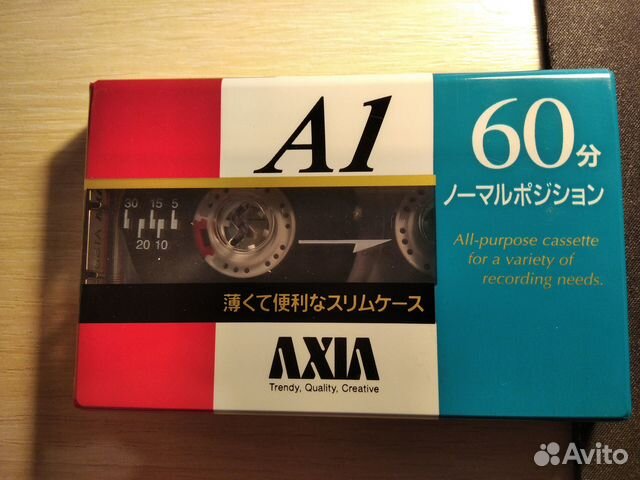 A1
60分
ノーマルポジション
All-purpose cassette
for a variety of
recording needs.
30 15 5
20 10
薄くて便利なスリムケース
AXIA
Trendy, Quality, Creative
Avito